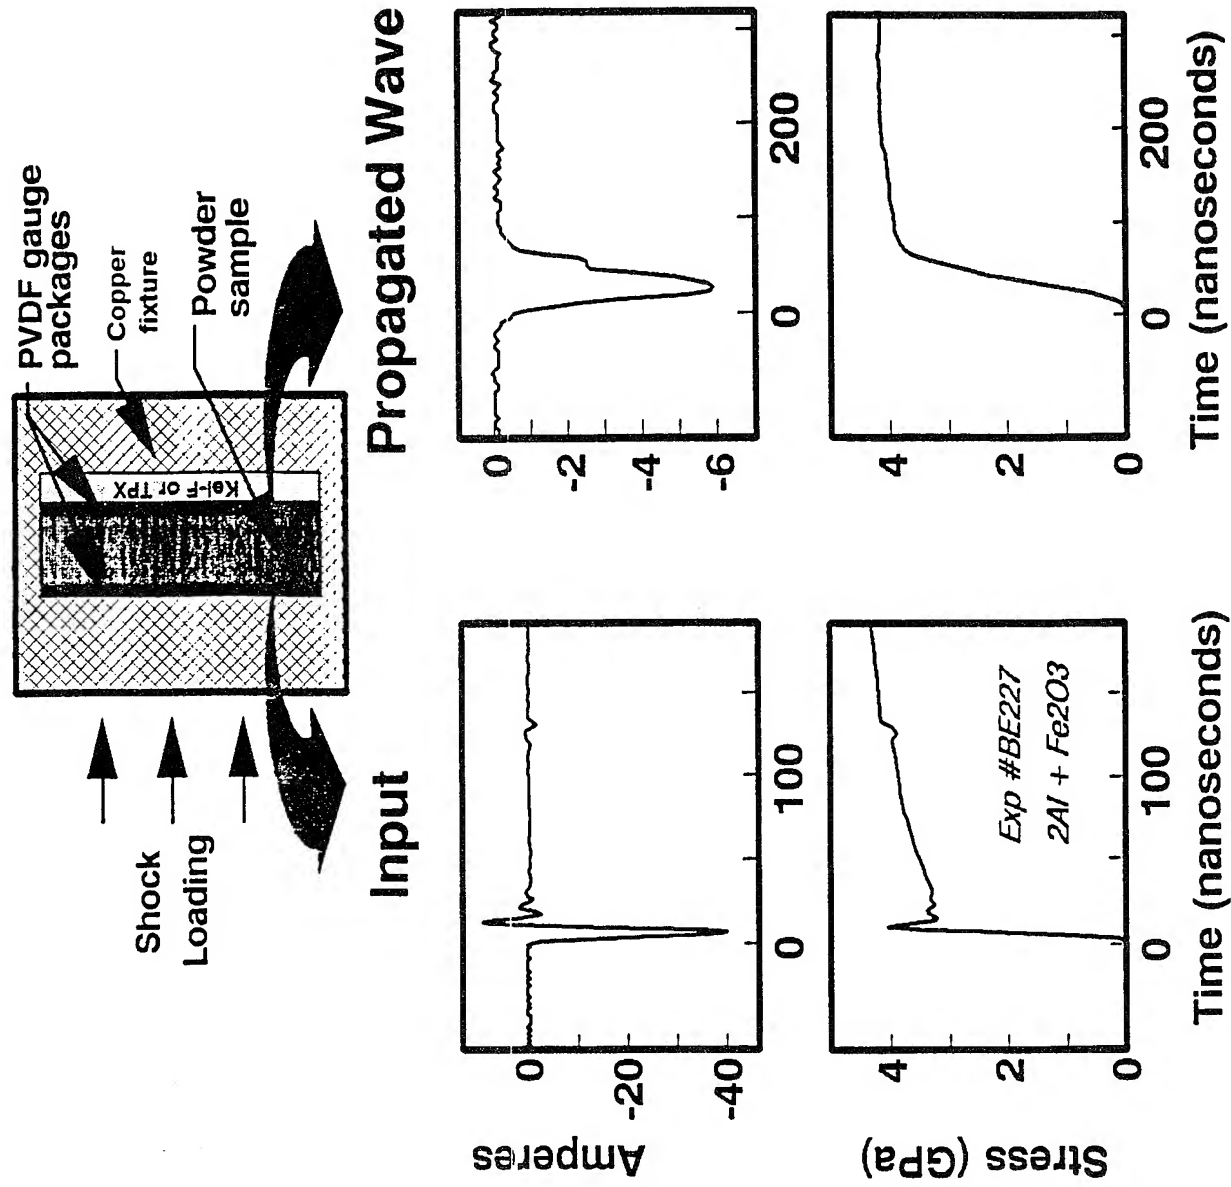 PVDF gauge
packages
Copper
fixture
Powder
sample
Kel-F or TPX
Shock
Loading
Input
Propagated Wave
Amperes
0
-20
-40
0
100
0
-2
-4
-6
0
200
Stress (GPa)
4
2
0
Exp #BE227
2Al + Fe2O3
0
100
Time (nanoseconds)
4
2
0
0
200
Time (nanoseconds)